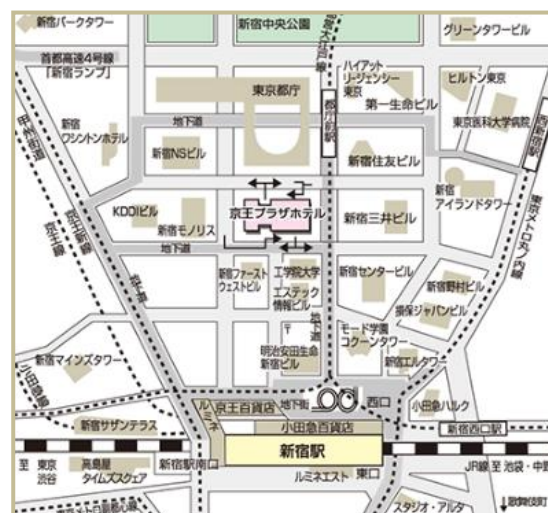 新宿パークタワー
新宿中央公園
グリーンタワービル
首都高速4号線
「新宿ランプ」
ハイアット
リージェンシー
東京
ヒルトン東京
東京都庁
第一生命ビル
都庁前駅
東京医科大学病院
西新宿駅
甲州街道
新宿
ワシントンホテル
地下道
新宿NSビル
新宿住友ビル
京王新線
京王線
新宿
アイランドタワー
東京メトロ丸ノ内線
KDDIビル
新宿モノリス
京王プラザホテル
新宿三井ビル
地下道
地下道
新宿ファースト
ウェストビル
工学院大学
エステック
情報ビル
新宿センタービル
新宿野村ビル
損保ジャパンビル
地下道
〒
モード学園
コクーンタワー
明治安田生命
新宿ビル
新宿エルタワー
新宿マインズタワー
小田急線
ルミネ
京王百貨店
地下街
西口
小田急ハルク
新宿サザンテラス
小田急百貨店
新宿西口駅
新宿駅
至
東京
渋谷
高島屋
タイムズスクェア
新宿駅南口
ルミネエスト
東口
JR線
至
池袋・中野
スタジオ・アルタ
↓歌舞伎町